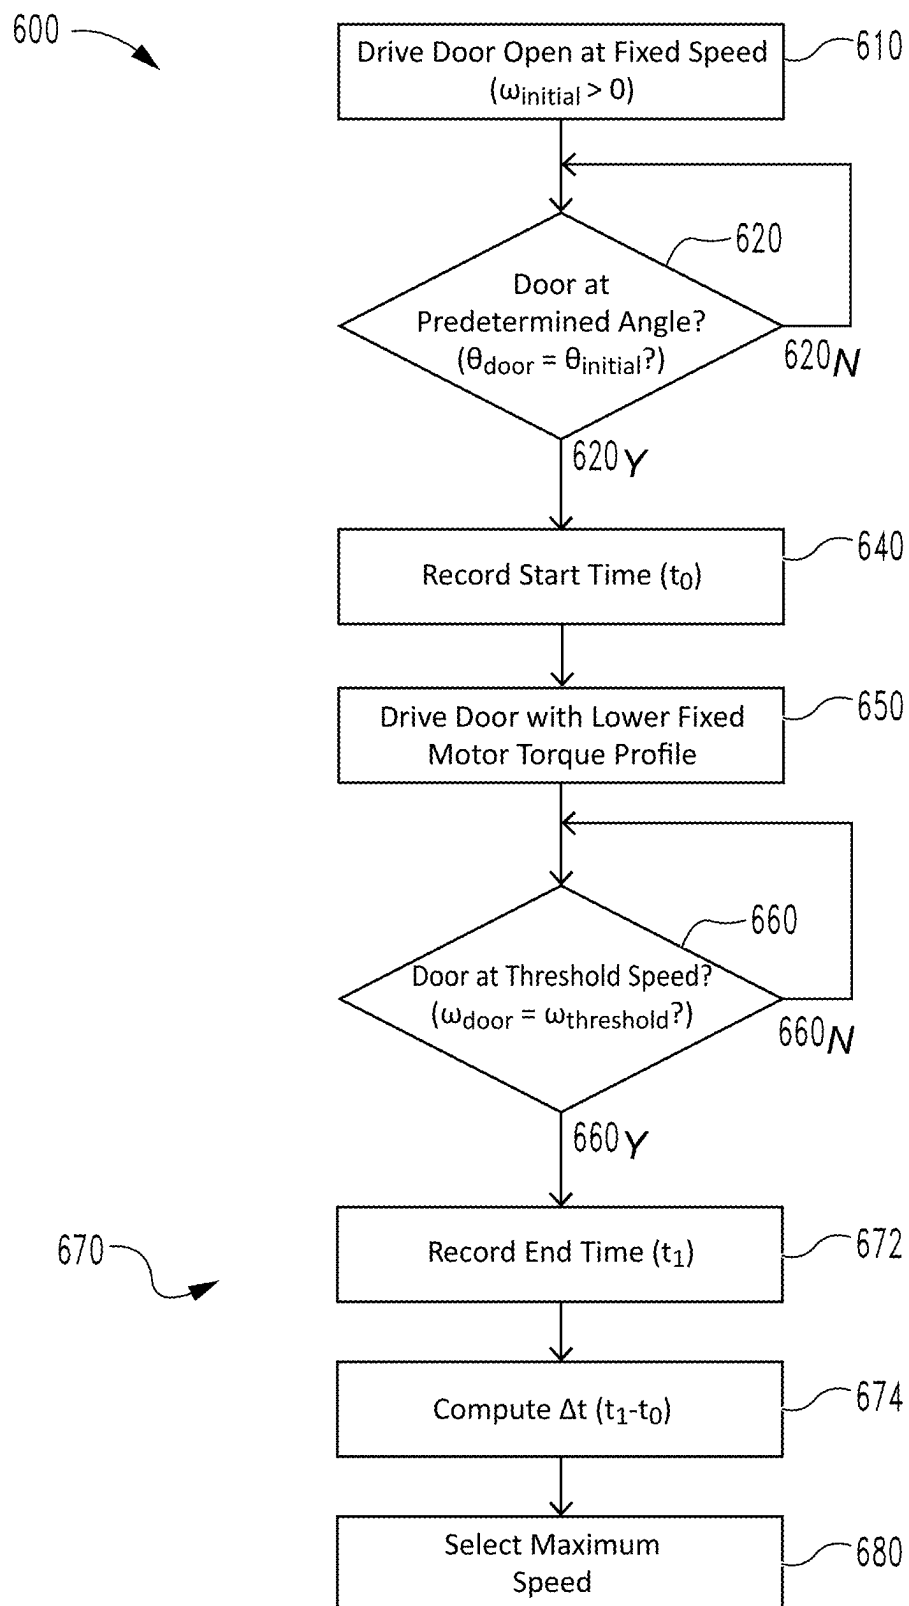 600
Drive Door Open at Fixed Speed
(ω_initial > 0)
610
620
Door at
Predetermined Angle?
(θ_door = θ_initial?)
620N
620Y
Record Start Time (t₀)
640
Drive Door with Lower Fixed
Motor Torque Profile
650
660
Door at Threshold Speed?
(ω_door = ω_threshold?)
660N
660Y
670
Record End Time (t₁)
672
Compute Δt (t₁-t₀)
674
Select Maximum
Speed
680